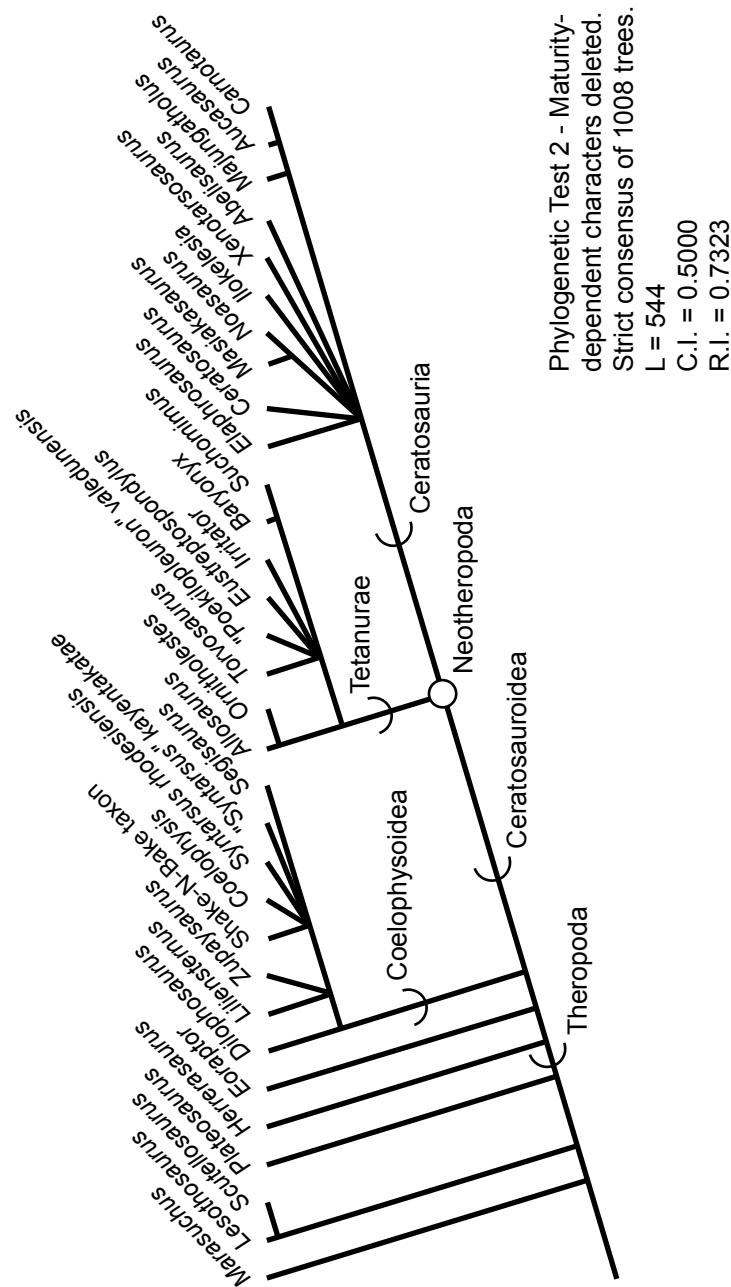 Marasuchus
Lesothosaurus
Scutellosaurus
Plateosaurus
Herrerasaurus
Eoraptor
Dilophosaurus
Liliensternus
Zupaysaurus
Shake-N-Bake taxon
Coelophysis
Syntarsus rhodesiensis
"Syntarsus" kayentakatae
Segisaurus
Allosaurus
Ornitholestes
Torvosaurus
"Poekilopleuron" valedunensis
Eustreptospondylus
Irritator
Baryonyx
Suchomimus
Elaphrosaurus
Ceratosaurus
Masiakasaurus
Noasaurus
Ilokelesia
Xenotarsosaurus
Abelisaurus
Majungatholus
Aucasaurus
Carnotaurus
Coelophysoidea
Tetanurae
Theropoda
Ceratosauroidea
Neotheropoda
Ceratosauria
Phylogenetic Test 2 - Maturity-
dependent characters deleted.
Strict consensus of 1008 trees.
L = 544
C.I. = 0.5000
R.I. = 0.7323